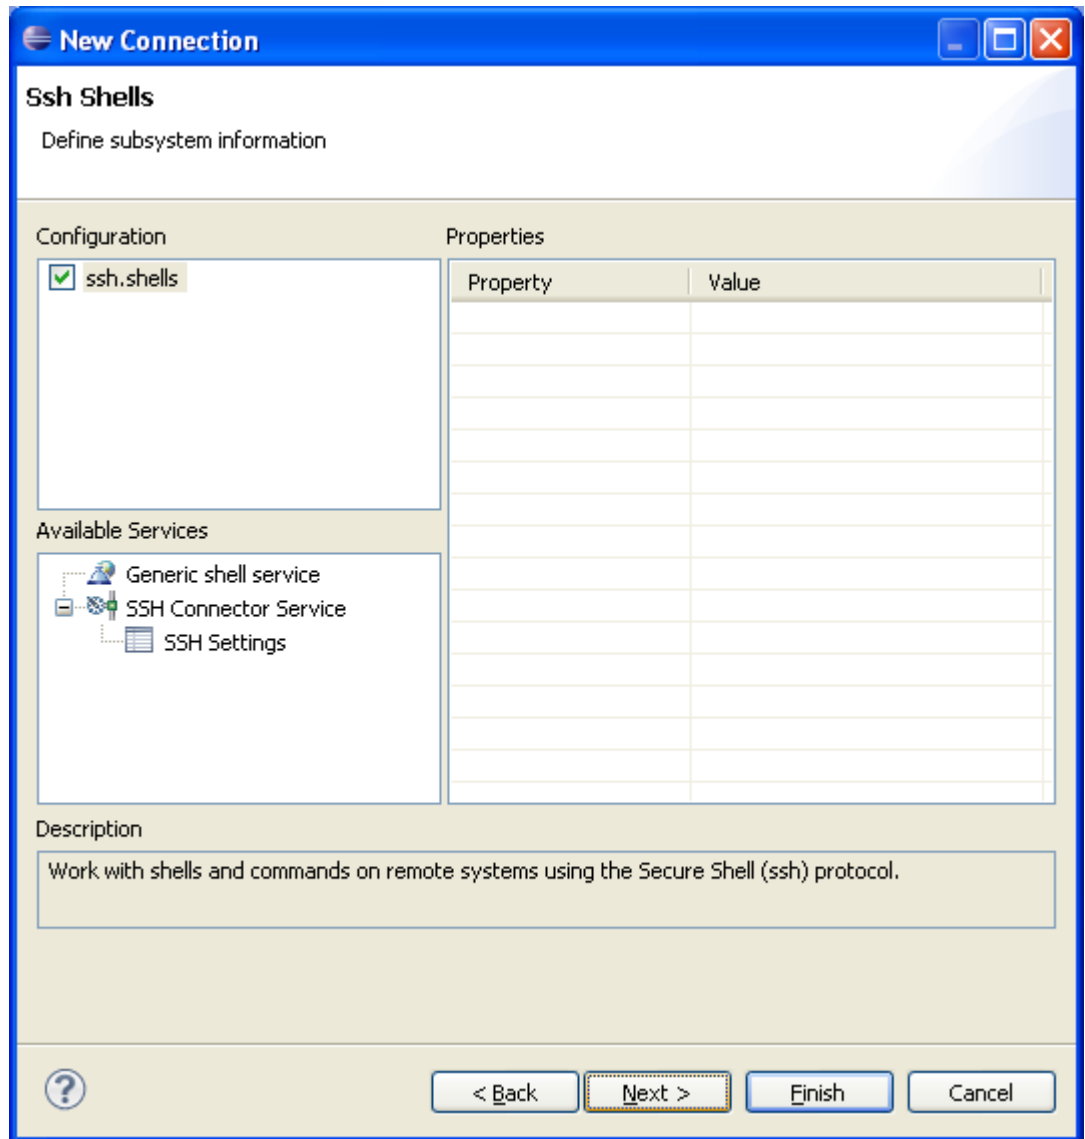 New Connection
Ssh Shells
Define subsystem information
Configuration
Properties
ssh.shells
Property Value
Available Services
Generic shell service
SSH Connector Service
SSH Settings
Description
Work with shells and commands on remote systems using the Secure Shell (ssh) protocol.
? < Back Next > Finish Cancel